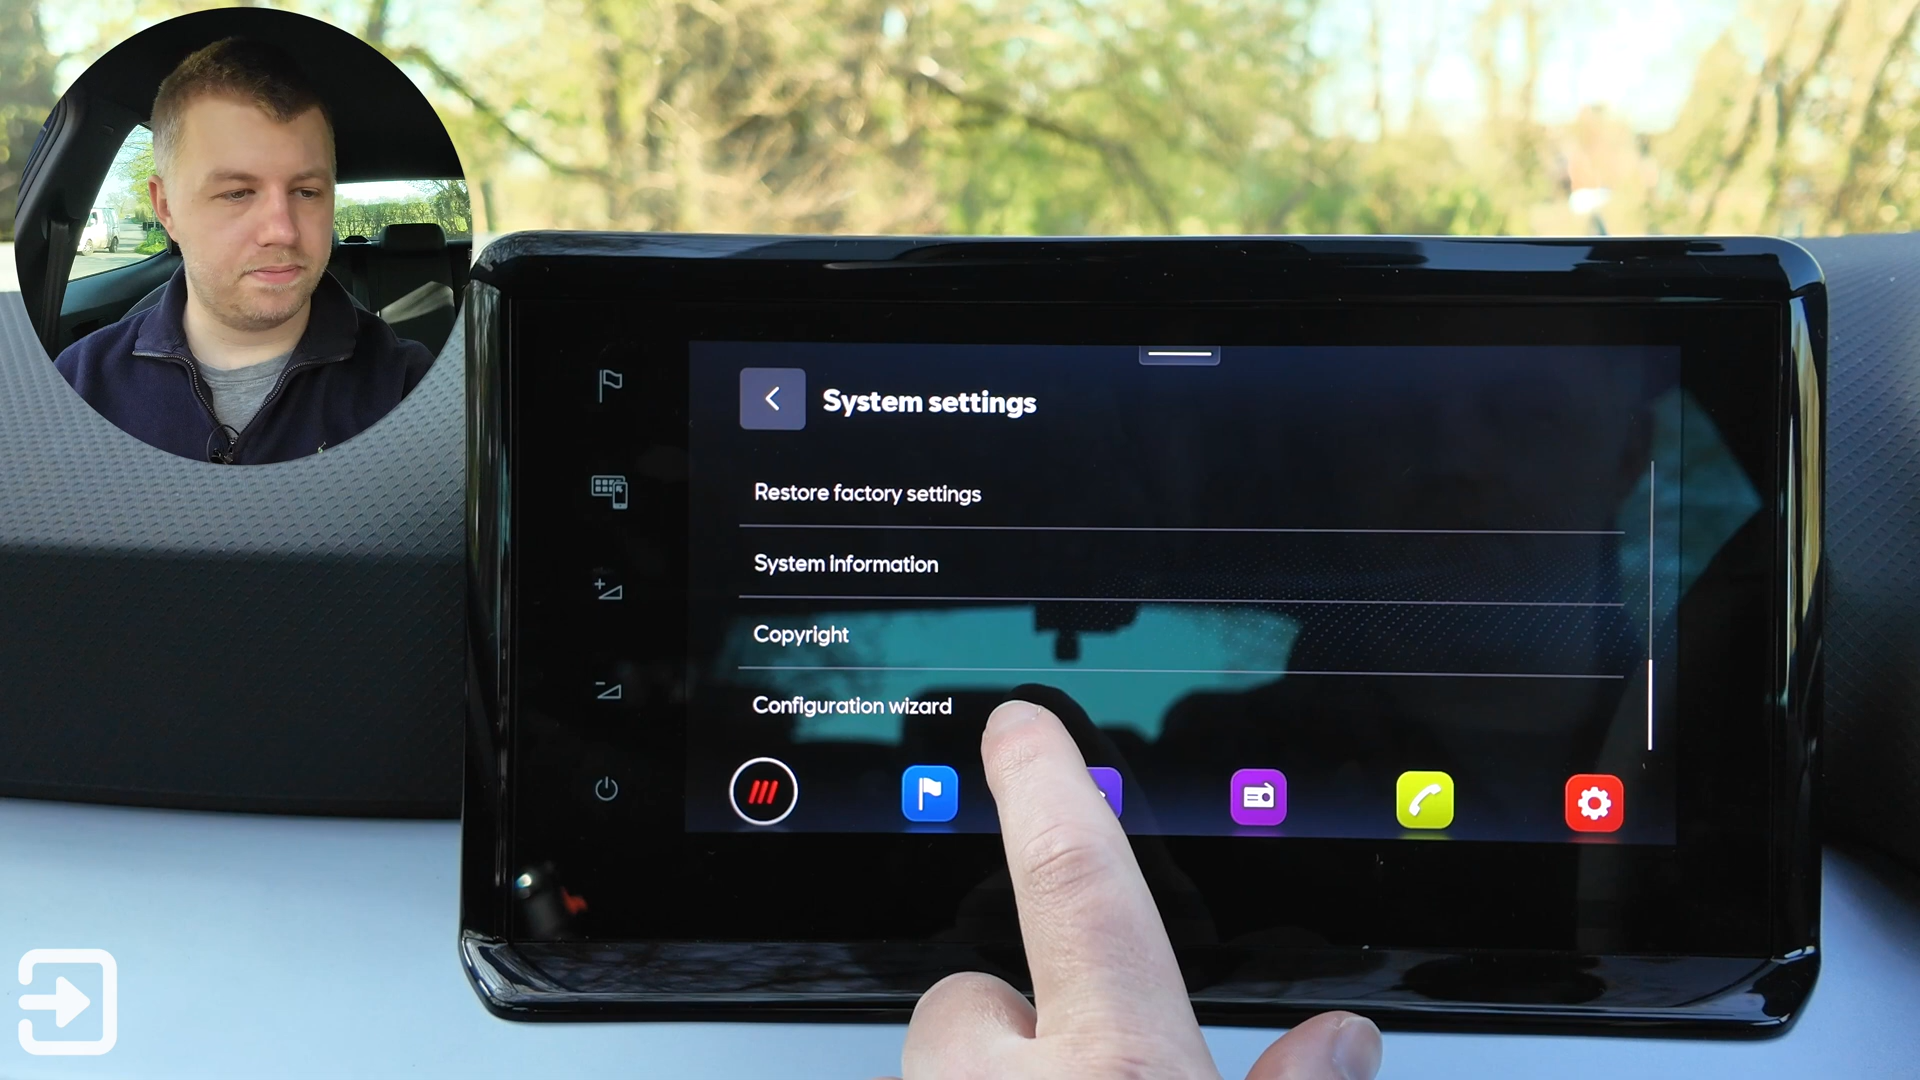 System settings
Restore factory settings
System information
Copyright
Configuration wizard